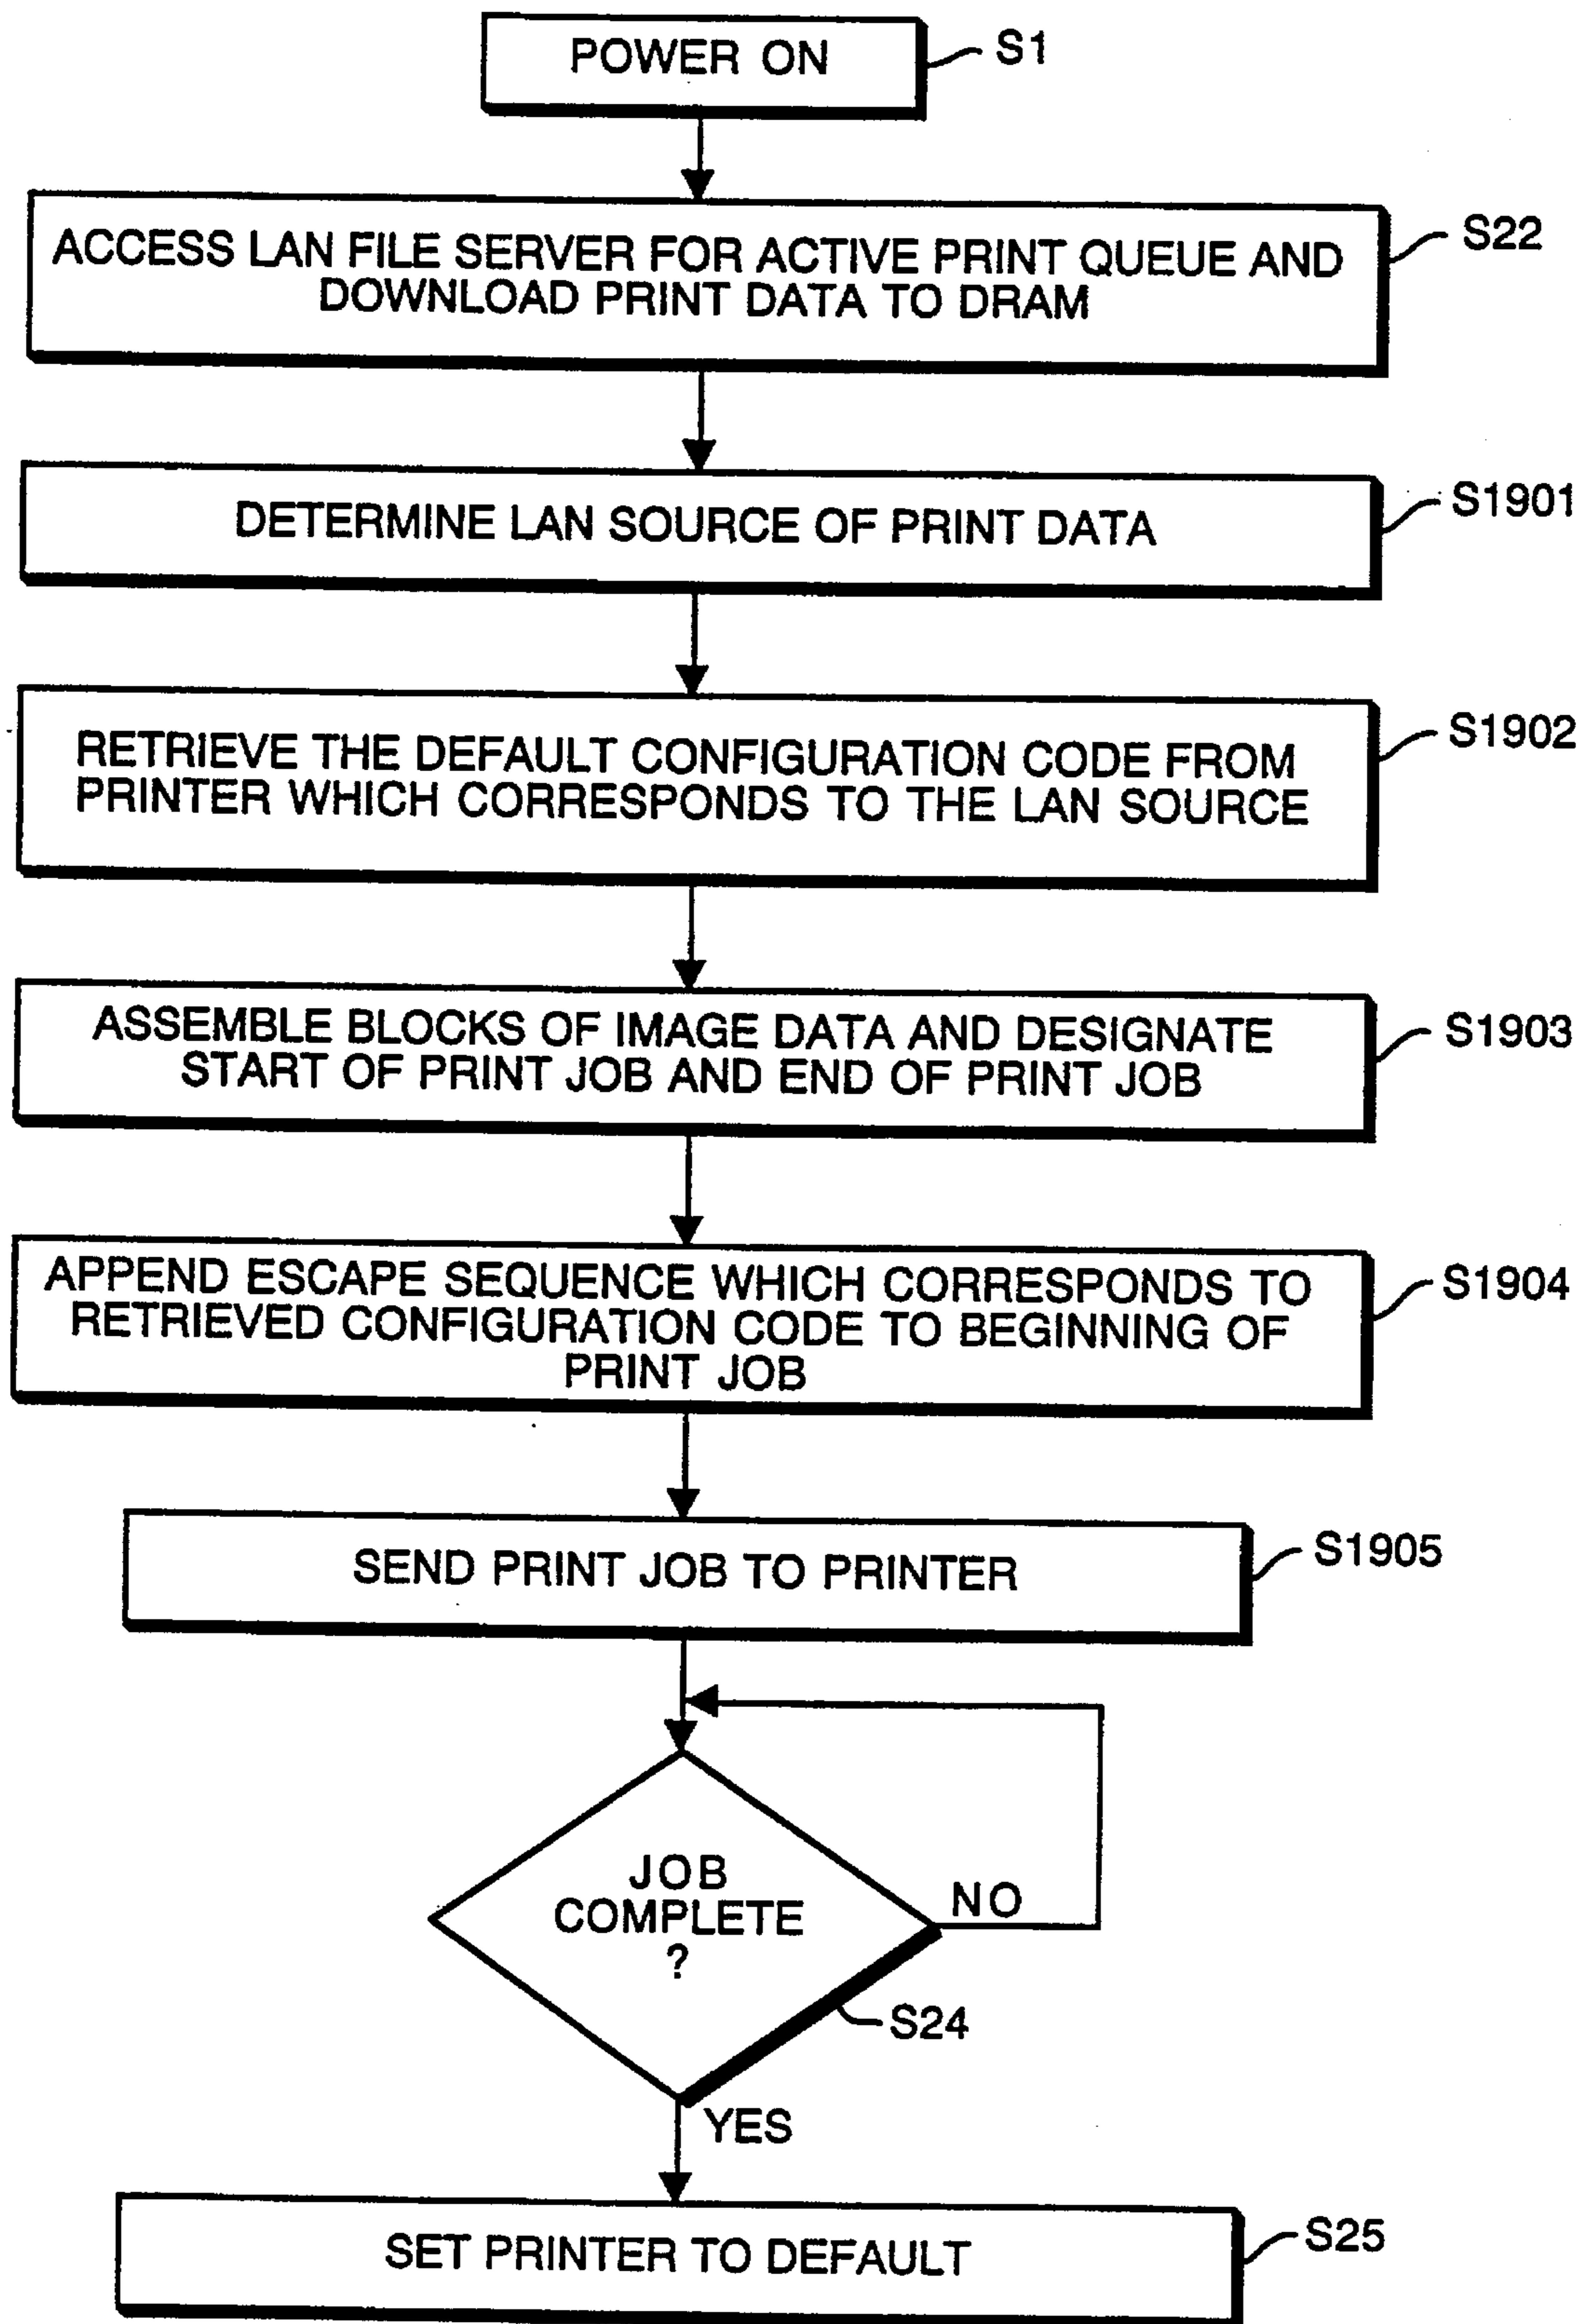 POWER ON
S1
ACCESS LAN FILE SERVER FOR ACTIVE PRINT QUEUE AND
DOWNLOAD PRINT DATA TO DRAM
S22
DETERMINE LAN SOURCE OF PRINT DATA
S1901
RETRIEVE THE DEFAULT CONFIGURATION CODE FROM
PRINTER WHICH CORRESPONDS TO THE LAN SOURCE
S1902
ASSEMBLE BLOCKS OF IMAGE DATA AND DESIGNATE
START OF PRINT JOB AND END OF PRINT JOB
S1903
APPEND ESCAPE SEQUENCE WHICH CORRESPONDS TO
RETRIEVED CONFIGURATION CODE TO BEGINNING OF
PRINT JOB
S1904
SEND PRINT JOB TO PRINTER
S1905
JOB
COMPLETE
?
NO
S24
YES
SET PRINTER TO DEFAULT
S25